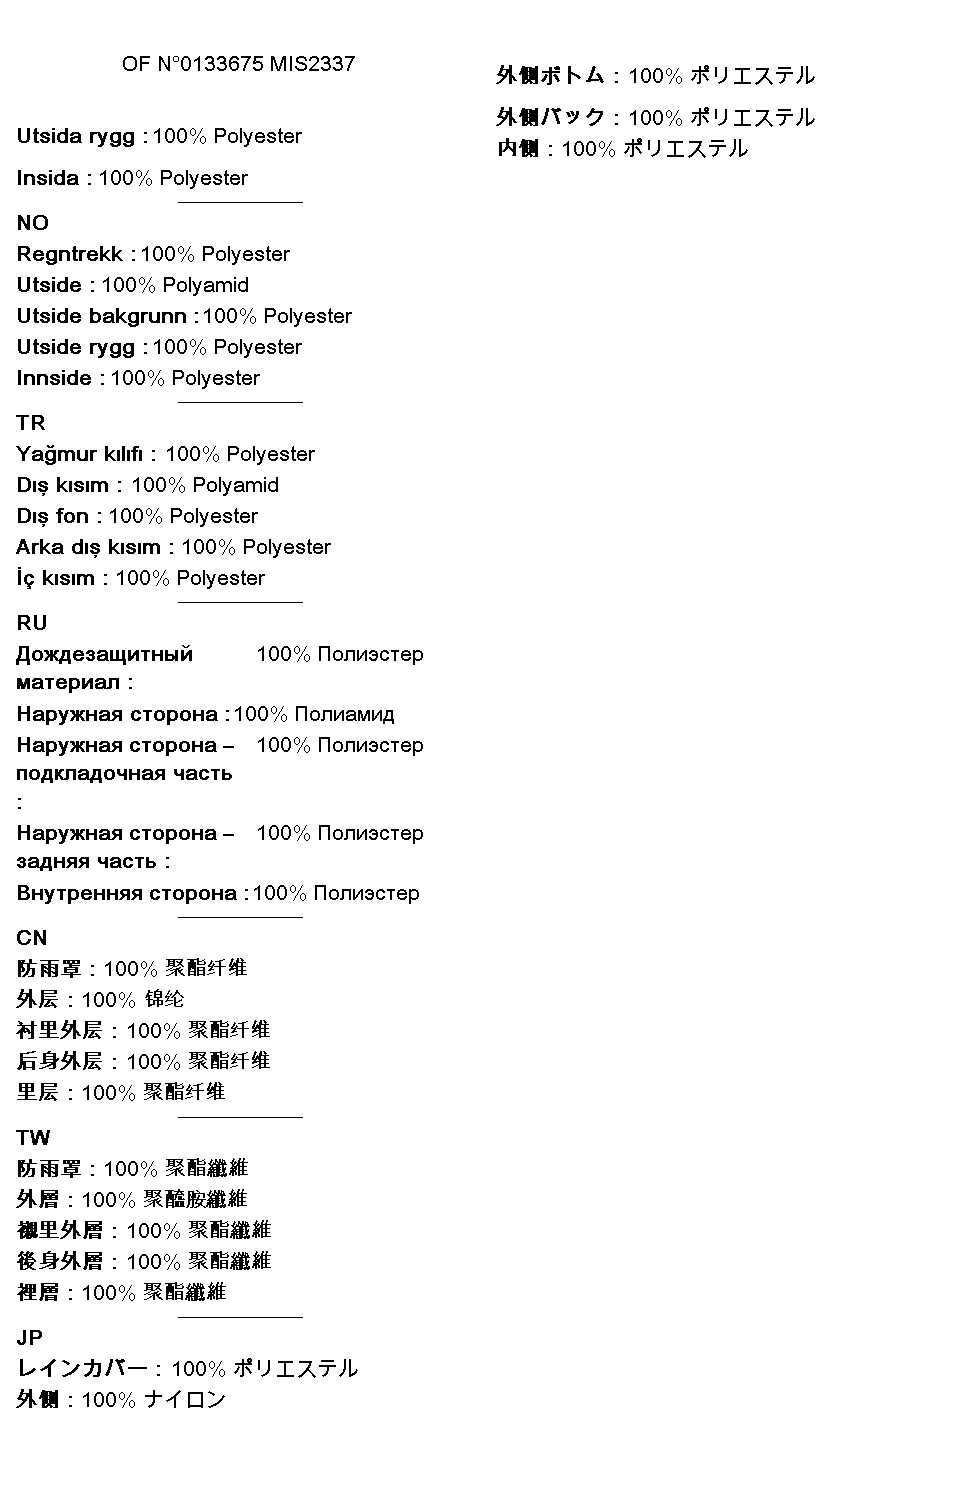 OF N°0133675 MIS2337
Utsida rygg : 100% Polyester
Insida : 100% Polyester
NO
Regntrekk : 100% Polyester
Utside : 100% Polyamid
Utside bakgrunn : 100% Polyester
Utside rygg : 100% Polyester
Innside : 100% Polyester
TR
Yağmur kılıfı : 100% Polyester
Dış kısım : 100% Polyamid
Dış fon : 100% Polyester
Arka dış kısım : 100% Polyester
İç kısım : 100% Polyester
RU
Дождезащитный 100% Полиэстер
материал :
Наружная сторона : 100% Полиамид
Наружная сторона – 100% Полиэстер
подкладочная часть
:
Наружная сторона – 100% Полиэстер
задняя часть :
Внутренняя сторона : 100% Полиэстер
CN
防雨罩 : 100% 聚酯纤维
外层 : 100% 锦纶
衬里外层 : 100% 聚酯纤维
后身外层 : 100% 聚酯纤维
里层 : 100% 聚酯纤维
TW
防雨罩 : 100% 聚酯纖維
外層 : 100% 聚醯胺纖維
襯里外層 : 100% 聚酯纖維
後身外層 : 100% 聚酯纖維
裡層 : 100% 聚酯纖維
JP
レインカバー : 100% ポリエステル
外側 : 100% ナイロン
外側ボトム : 100% ポリエステル
外側バック : 100% ポリエステル
内側 : 100% ポリエステル